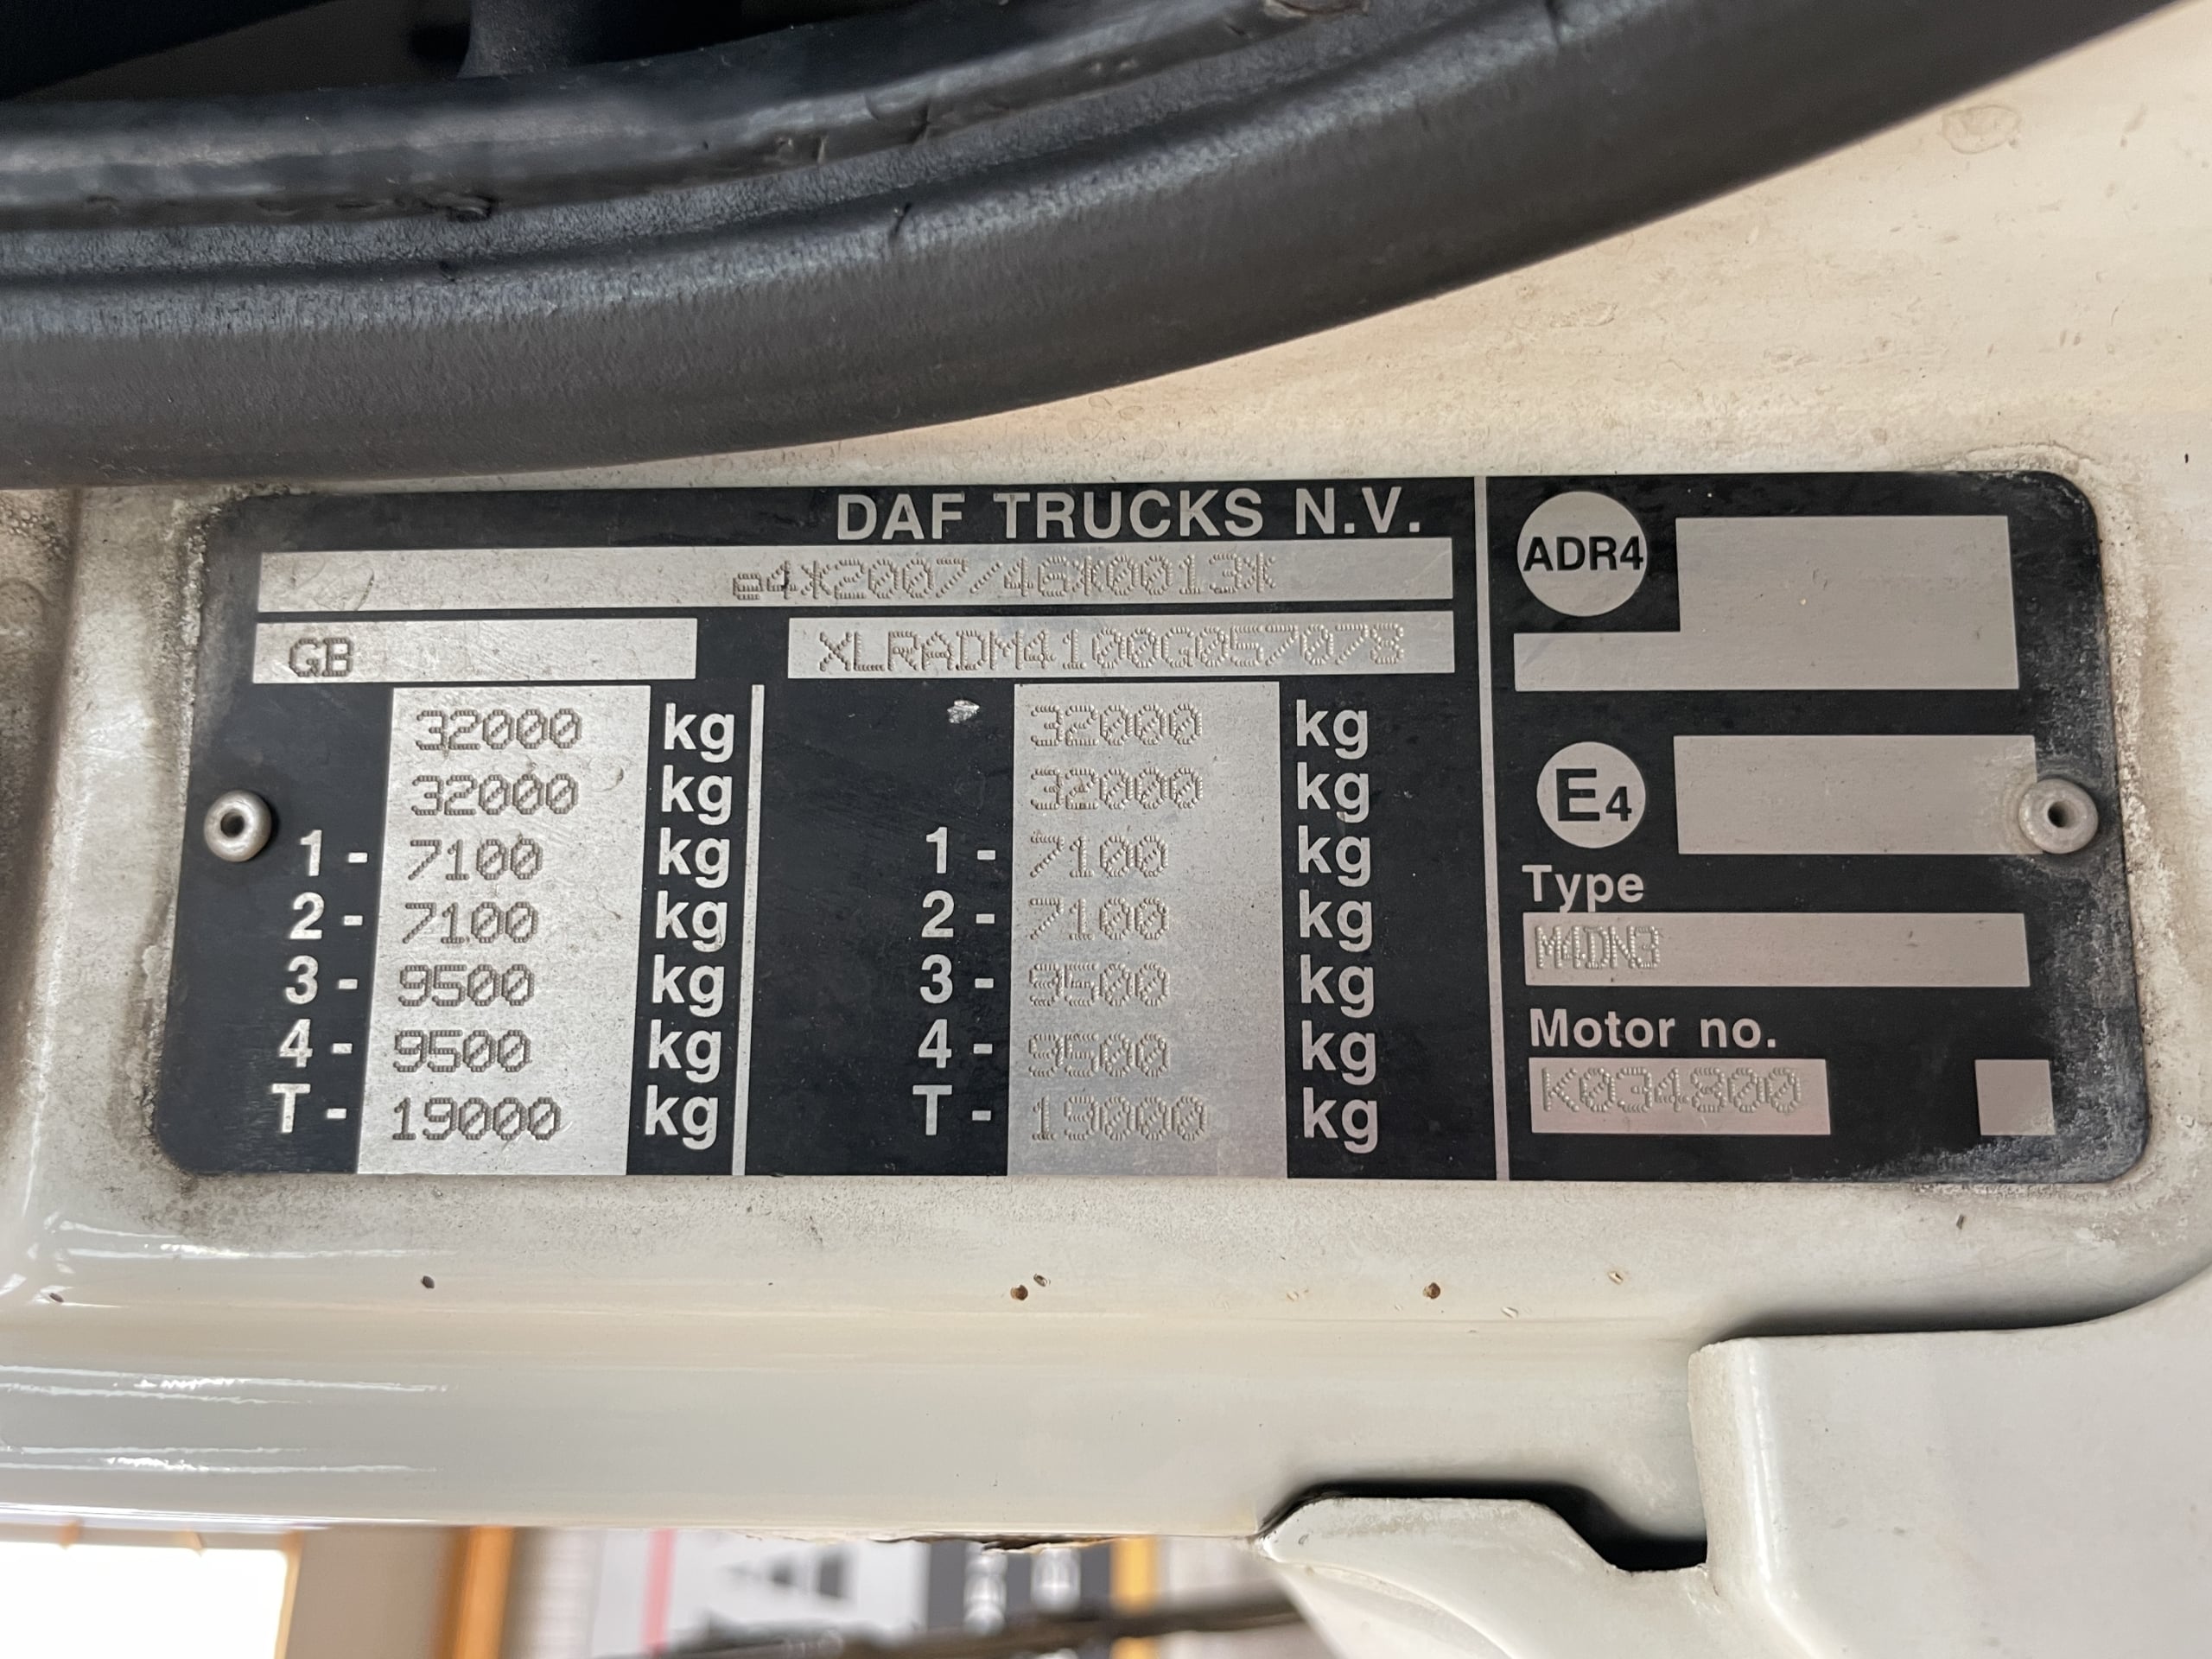 DAF TRUCKS N.V.
e4*2007/46*0013*
GB XLRADM4100G057078
32000 kg 32000 kg
32000 kg 32000 kg
1- 7100 kg 1- 7100 kg
2- 7100 kg 2- 7100 kg
3- 9500 kg 3- 9500 kg
4- 9500 kg 4- 9500 kg
T- 19000 kg T- 19000 kg
ADR4
E4
Type
M4DN3
Motor no.
K034800